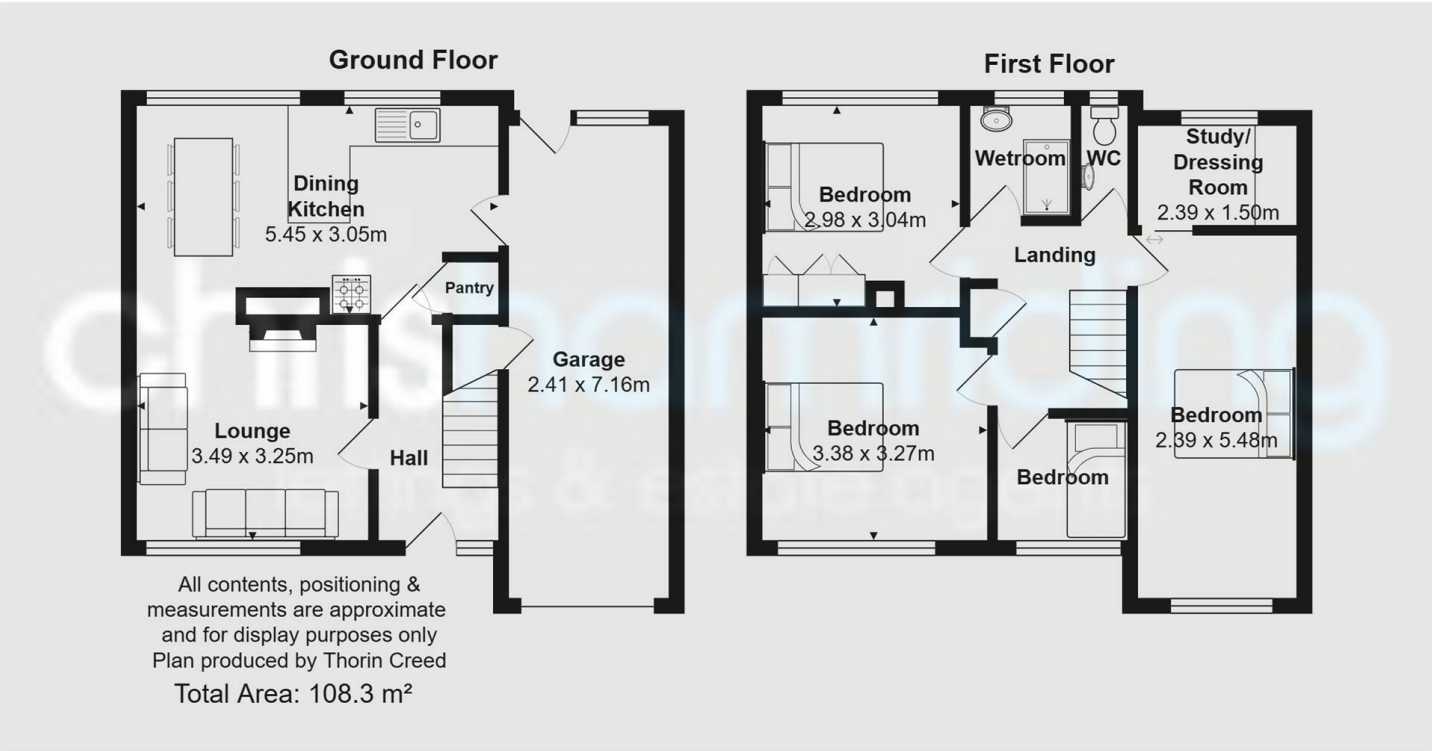 Ground Floor
Dining
Kitchen
5.45 x 3.05m
Pantry
Garage
2.41 x 7.16m
Lounge
3.49 x 3.25m
Hall
All contents, positioning &
measurements are approximate
and for display purposes only
Plan produced by Thorin Creed
Total Area: 108.3 m²
First Floor
Bedroom
2.98 x 3.04m
Wetroom
WC
Study/
Dressing
Room
2.39 x 1.50m
Landing
Bedroom
3.38 x 3.27m
Bedroom
Bedroom
2.39 x 5.48m